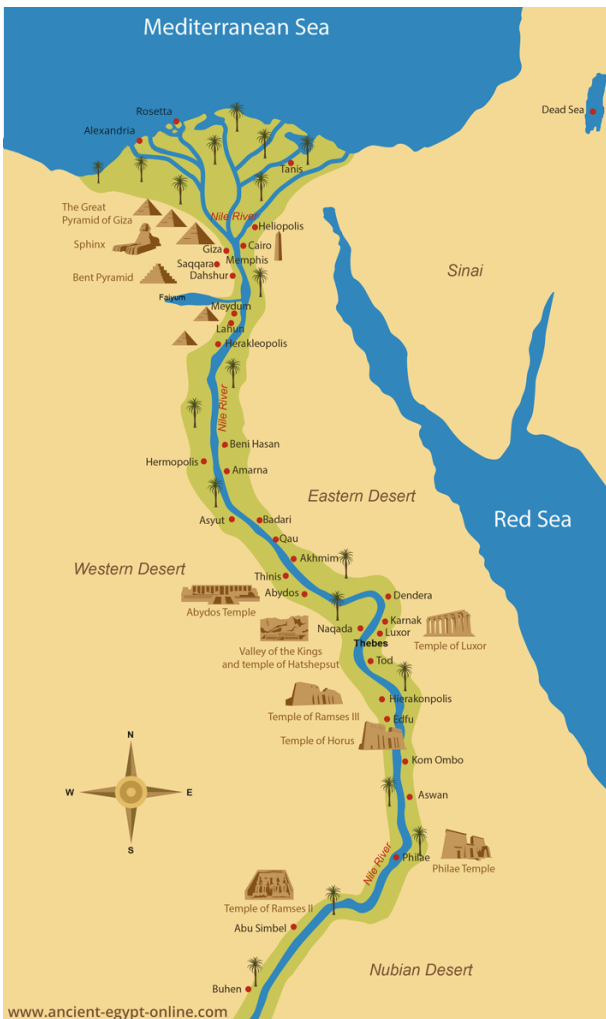 Mediterranean Sea
Rosetta
Dead Sea
Alexandria
Tanis
The Great
Pyramid of Giza
Nile River
Heliopolis
Sphinx
Giza
Cairo
Saqqara
Memphis
Sinai
Bent Pyramid
Dahshur
Faiyum
Meydum
Lahun
Herakleopolis
Nile River
Beni Hasan
Hermopolis
Amarna
Eastern Desert
Asyut
Badari
Red Sea
Qau
Akhmim
Western Desert
Thinis
Abydos
Dendera
Abydos Temple
Karnak
Naqada
Luxor
Thebes
Temple of Luxor
Valley of the Kings
and temple of Hatshepsut
Tod
Hierakonpolis
Temple of Ramses III
Edfu
Temple of Horus
N
Kom Ombo
W
E
Aswan
S
Nile River
Philae
Philae Temple
Temple of Ramses II
Abu Simbel
Nubian Desert
Buhen
www.ancient-egypt-online.com